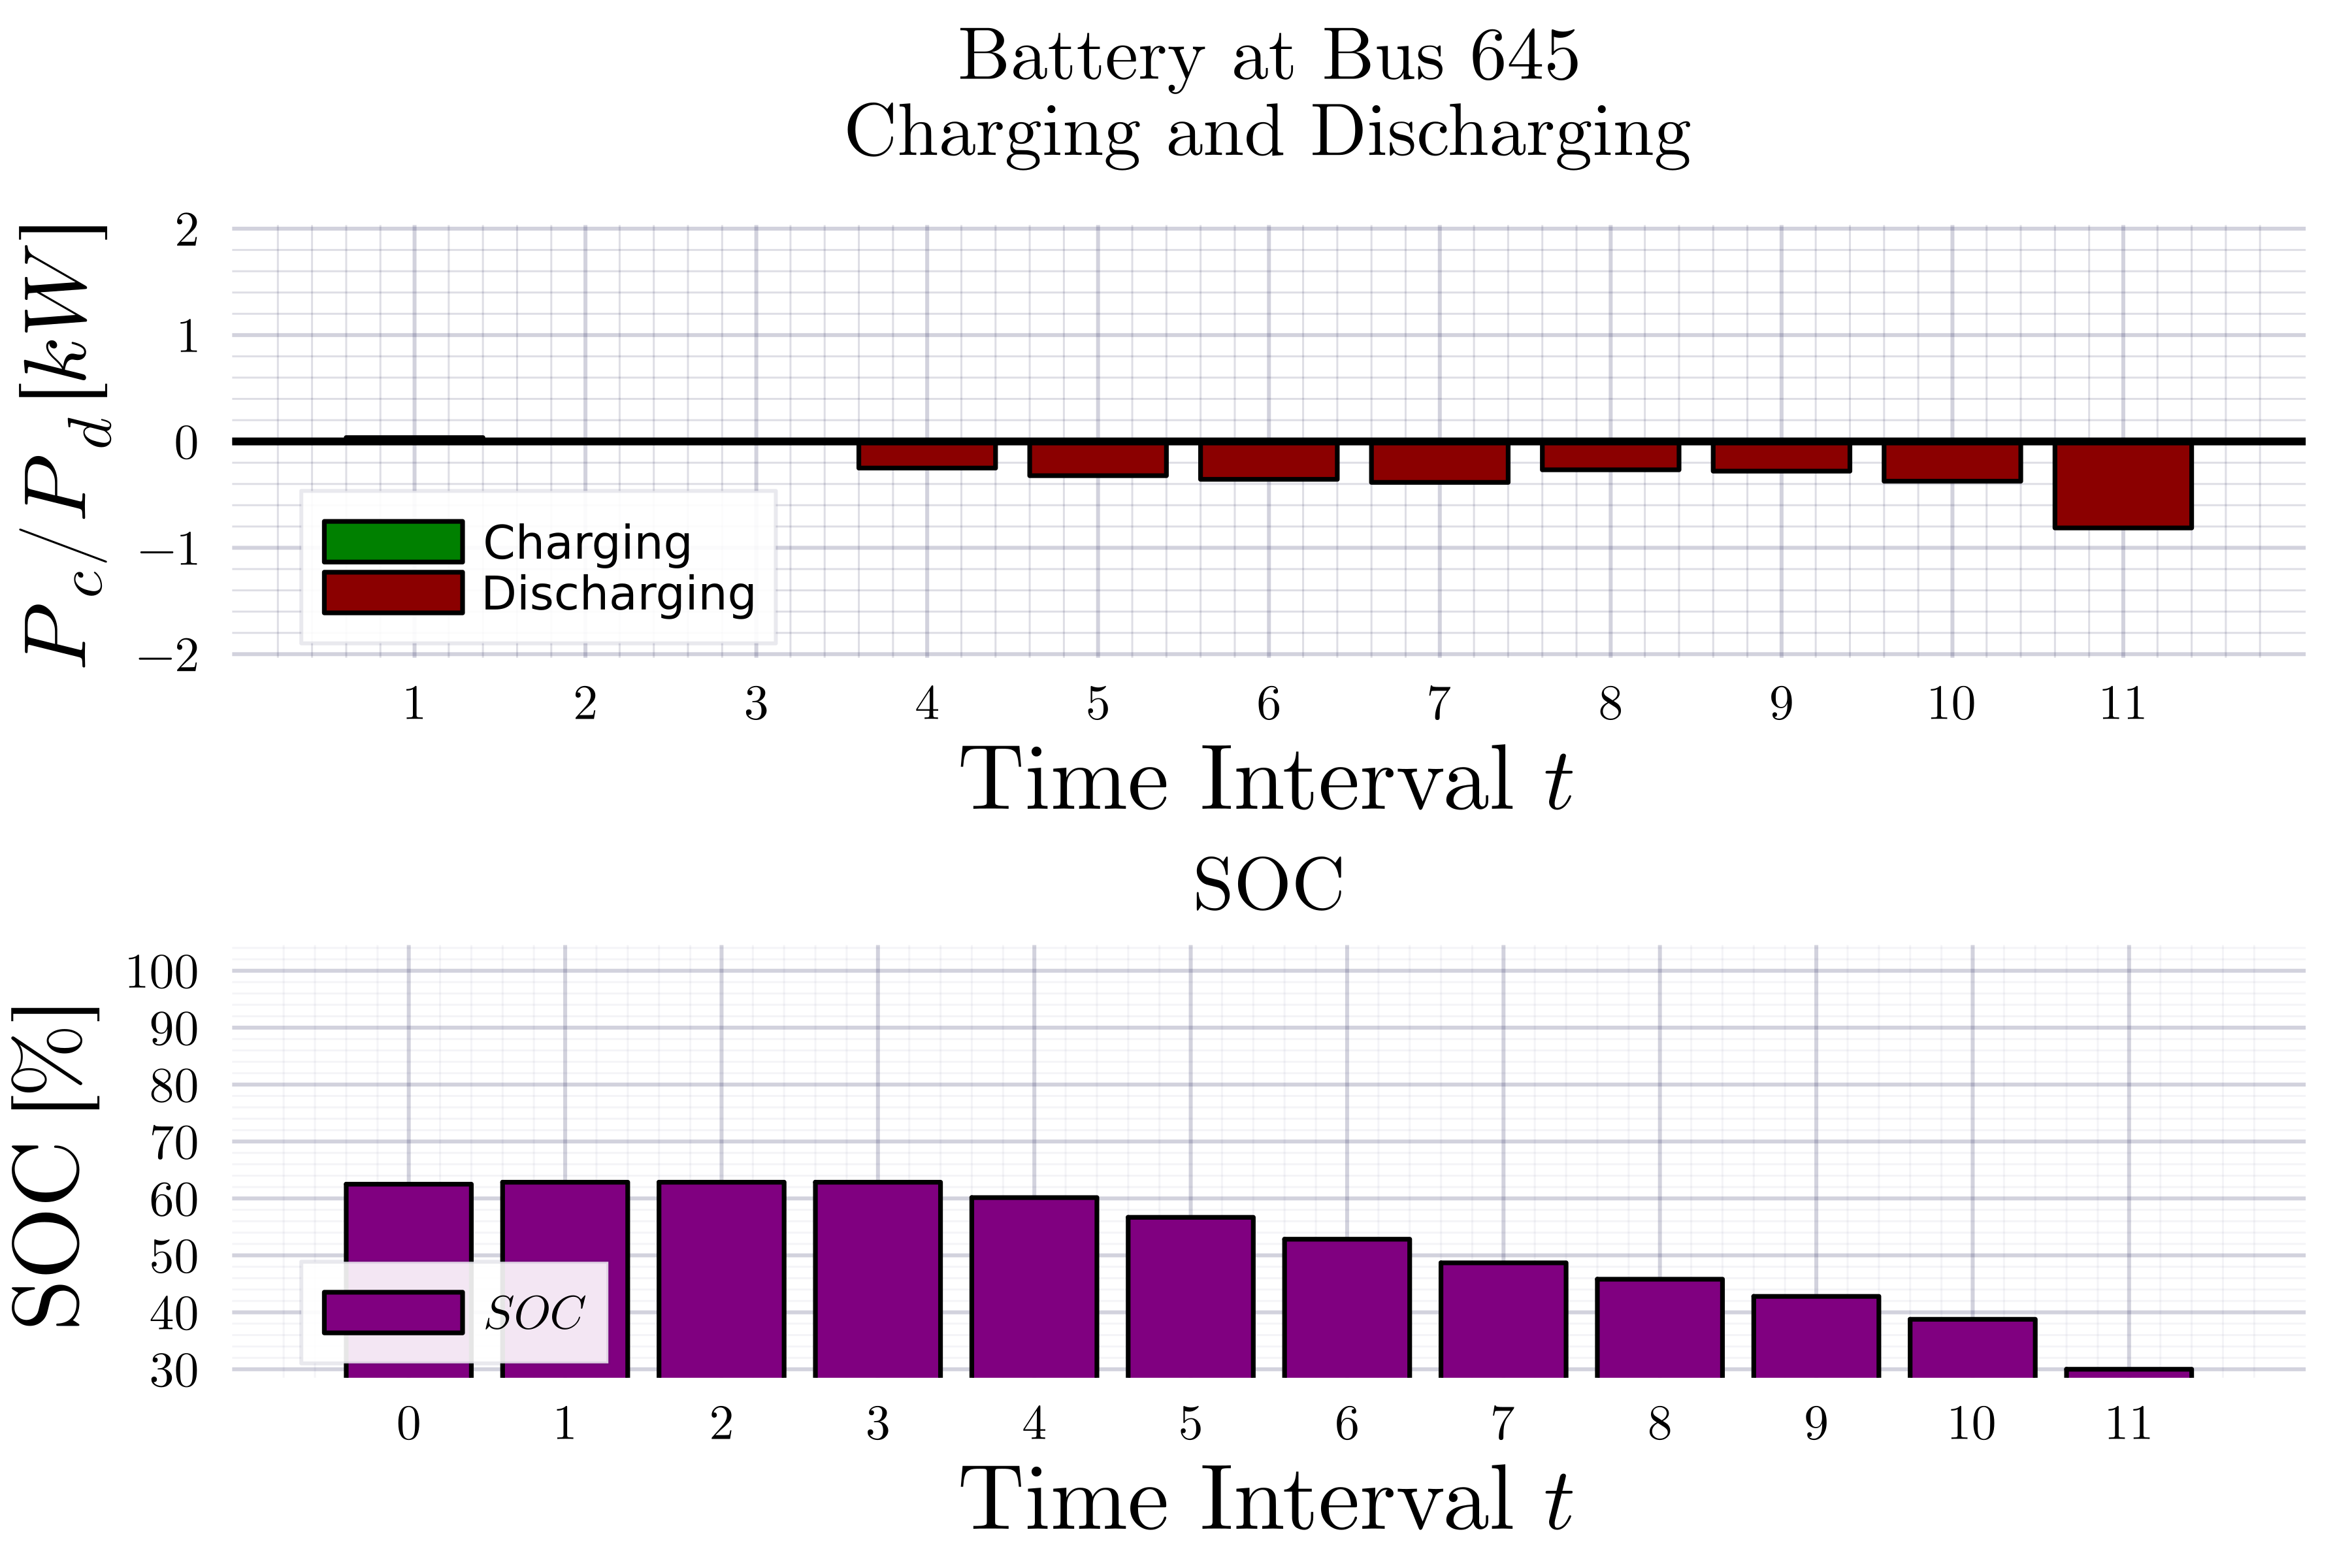 Battery at Bus 645
Charging and Discharging
P_c/P_d [kW]
2
1
0
−1
−2
Charging
Discharging
1 2 3 4 5 6 7 8 9 10 11
Time Interval t
SOC
SOC [%]
100
90
80
70
60
50
40
30
SOC
0 1 2 3 4 5 6 7 8 9 10 11
Time Interval t